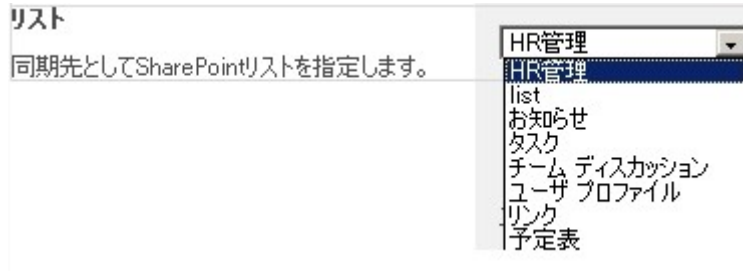 リスト
同期先としてSharePointリストを指定します。
HR管理
HR管理
list
お知らせ
タスク
チーム ディスカッション
ユーザ プロファイル
リンク
予定表